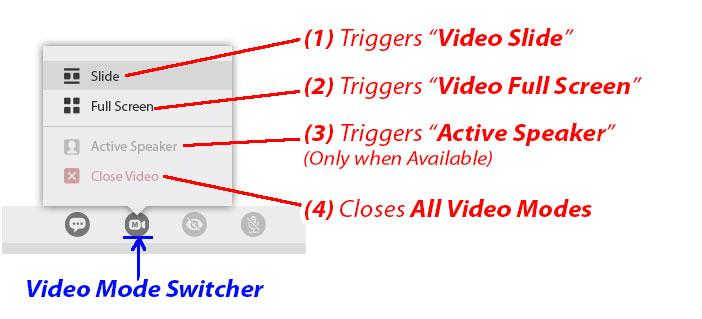 Slide
Full Screen
Active Speaker
Close Video
M
(1) Triggers “Video Slide”
(2) Triggers “Video Full Screen”
(3) Triggers “Active Speaker”
(Only when Available)
(4) Closes All Video Modes
Video Mode Switcher